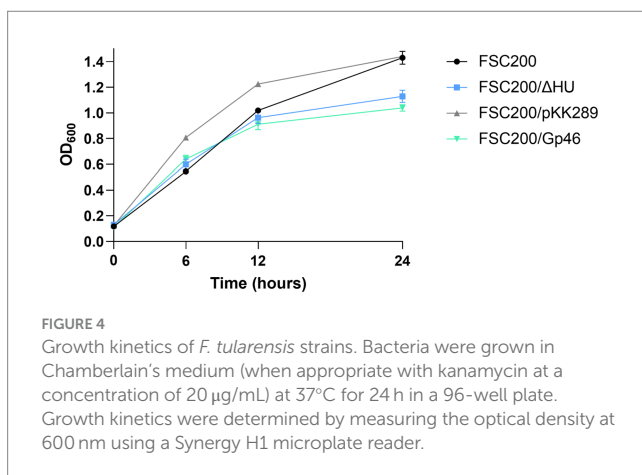 1.4
1.2
1.0
0.8
0.6
0.4
0.2
0.0
OD600
0
6
12
24
Time (hours)
FSC200
FSC200/ΔHU
FSC200/pKK289
FSC200/Gp46
FIGURE 4
Growth kinetics of F. tularensis strains. Bacteria were grown in
Chamberlain's medium (when appropriate with kanamycin at a
concentration of 20 μg/mL) at 37°C for 24 h in a 96-well plate.
Growth kinetics were determined by measuring the optical density at
600 nm using a Synergy H1 microplate reader.